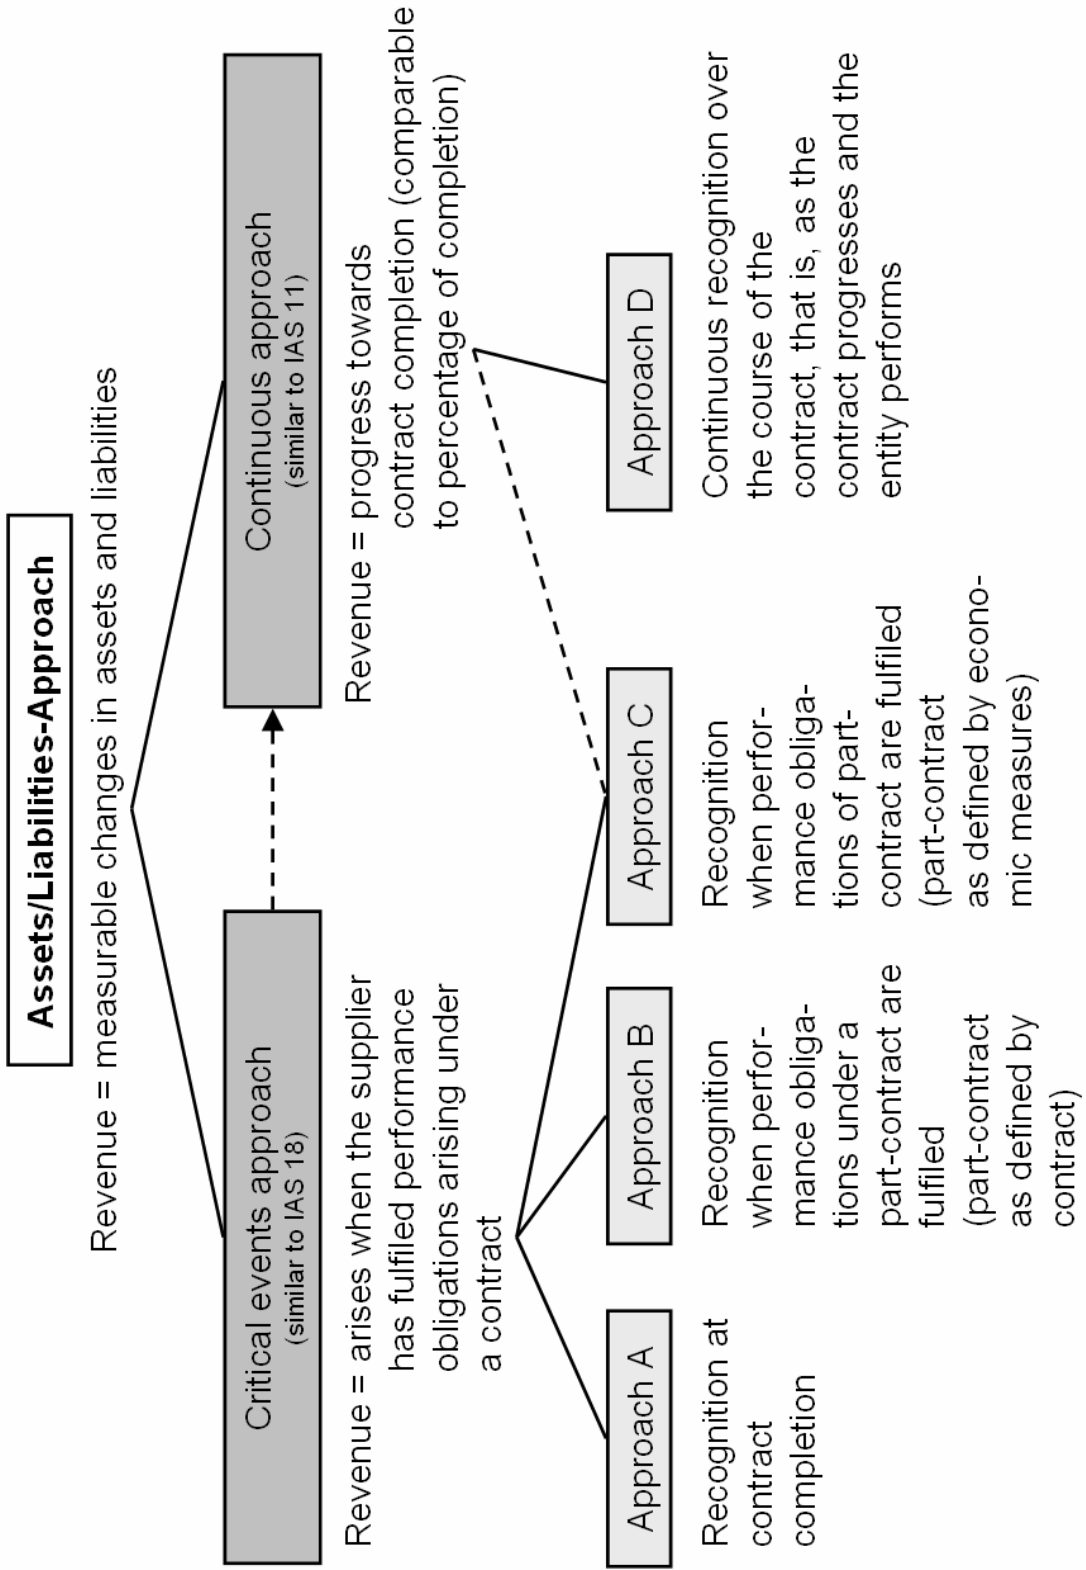 Assets/Liabilities-Approach
Revenue = measurable changes in assets and liabilities
Critical events approach
(similar to IAS 18)
Revenue = arises when the supplier
has fulfiled performance
obligations arising under
a contract
Continuous approach
(similar to IAS 11)
Revenue = progress towards
contract completion (comparable
to percentage of completion)
Approach A
Recognition at
contract
completion
Approach B
Recognition
when perfor-
mance obliga-
tions under a
part-contract are
fulfiled
(part-contract
as defined by
contract)
Approach C
Recognition
when perfor-
mance obliga-
tions of part-
contract are fulfiled
(part-contract
as defined by econo-
mic measures)
Approach D
Continuous recognition over
the course of the
contract, that is, as the
contract progresses and the
entity performs